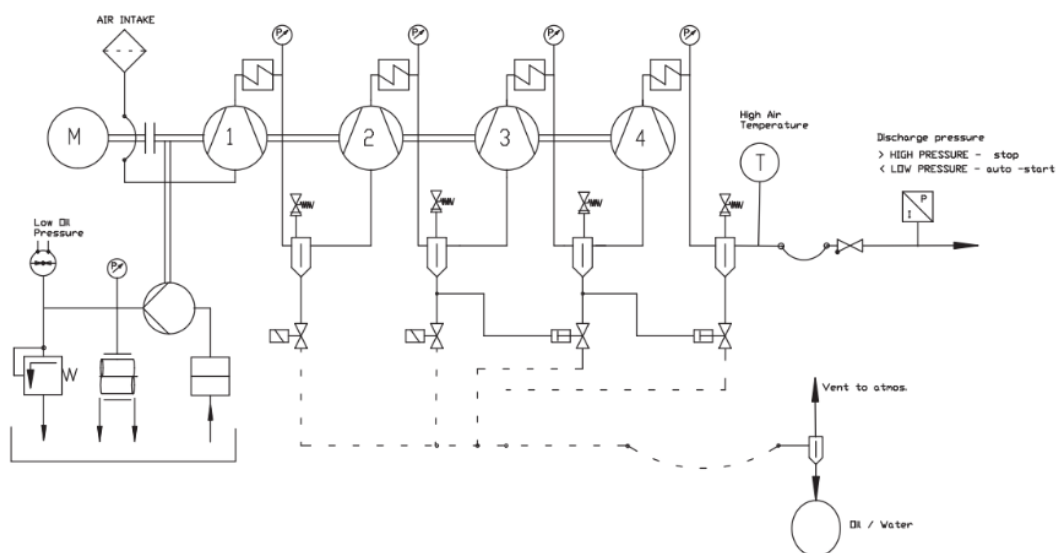 AIR INTAKE
P
P
P
P
M
1
2
3
4
High Air
Temperature
T
Discharge pressure
> HIGH PRESSURE - stop
< LOW PRESSURE - auto -start
P
I
Low Oil
Pressure
P
W
Vent to atmos.
Oil / Water